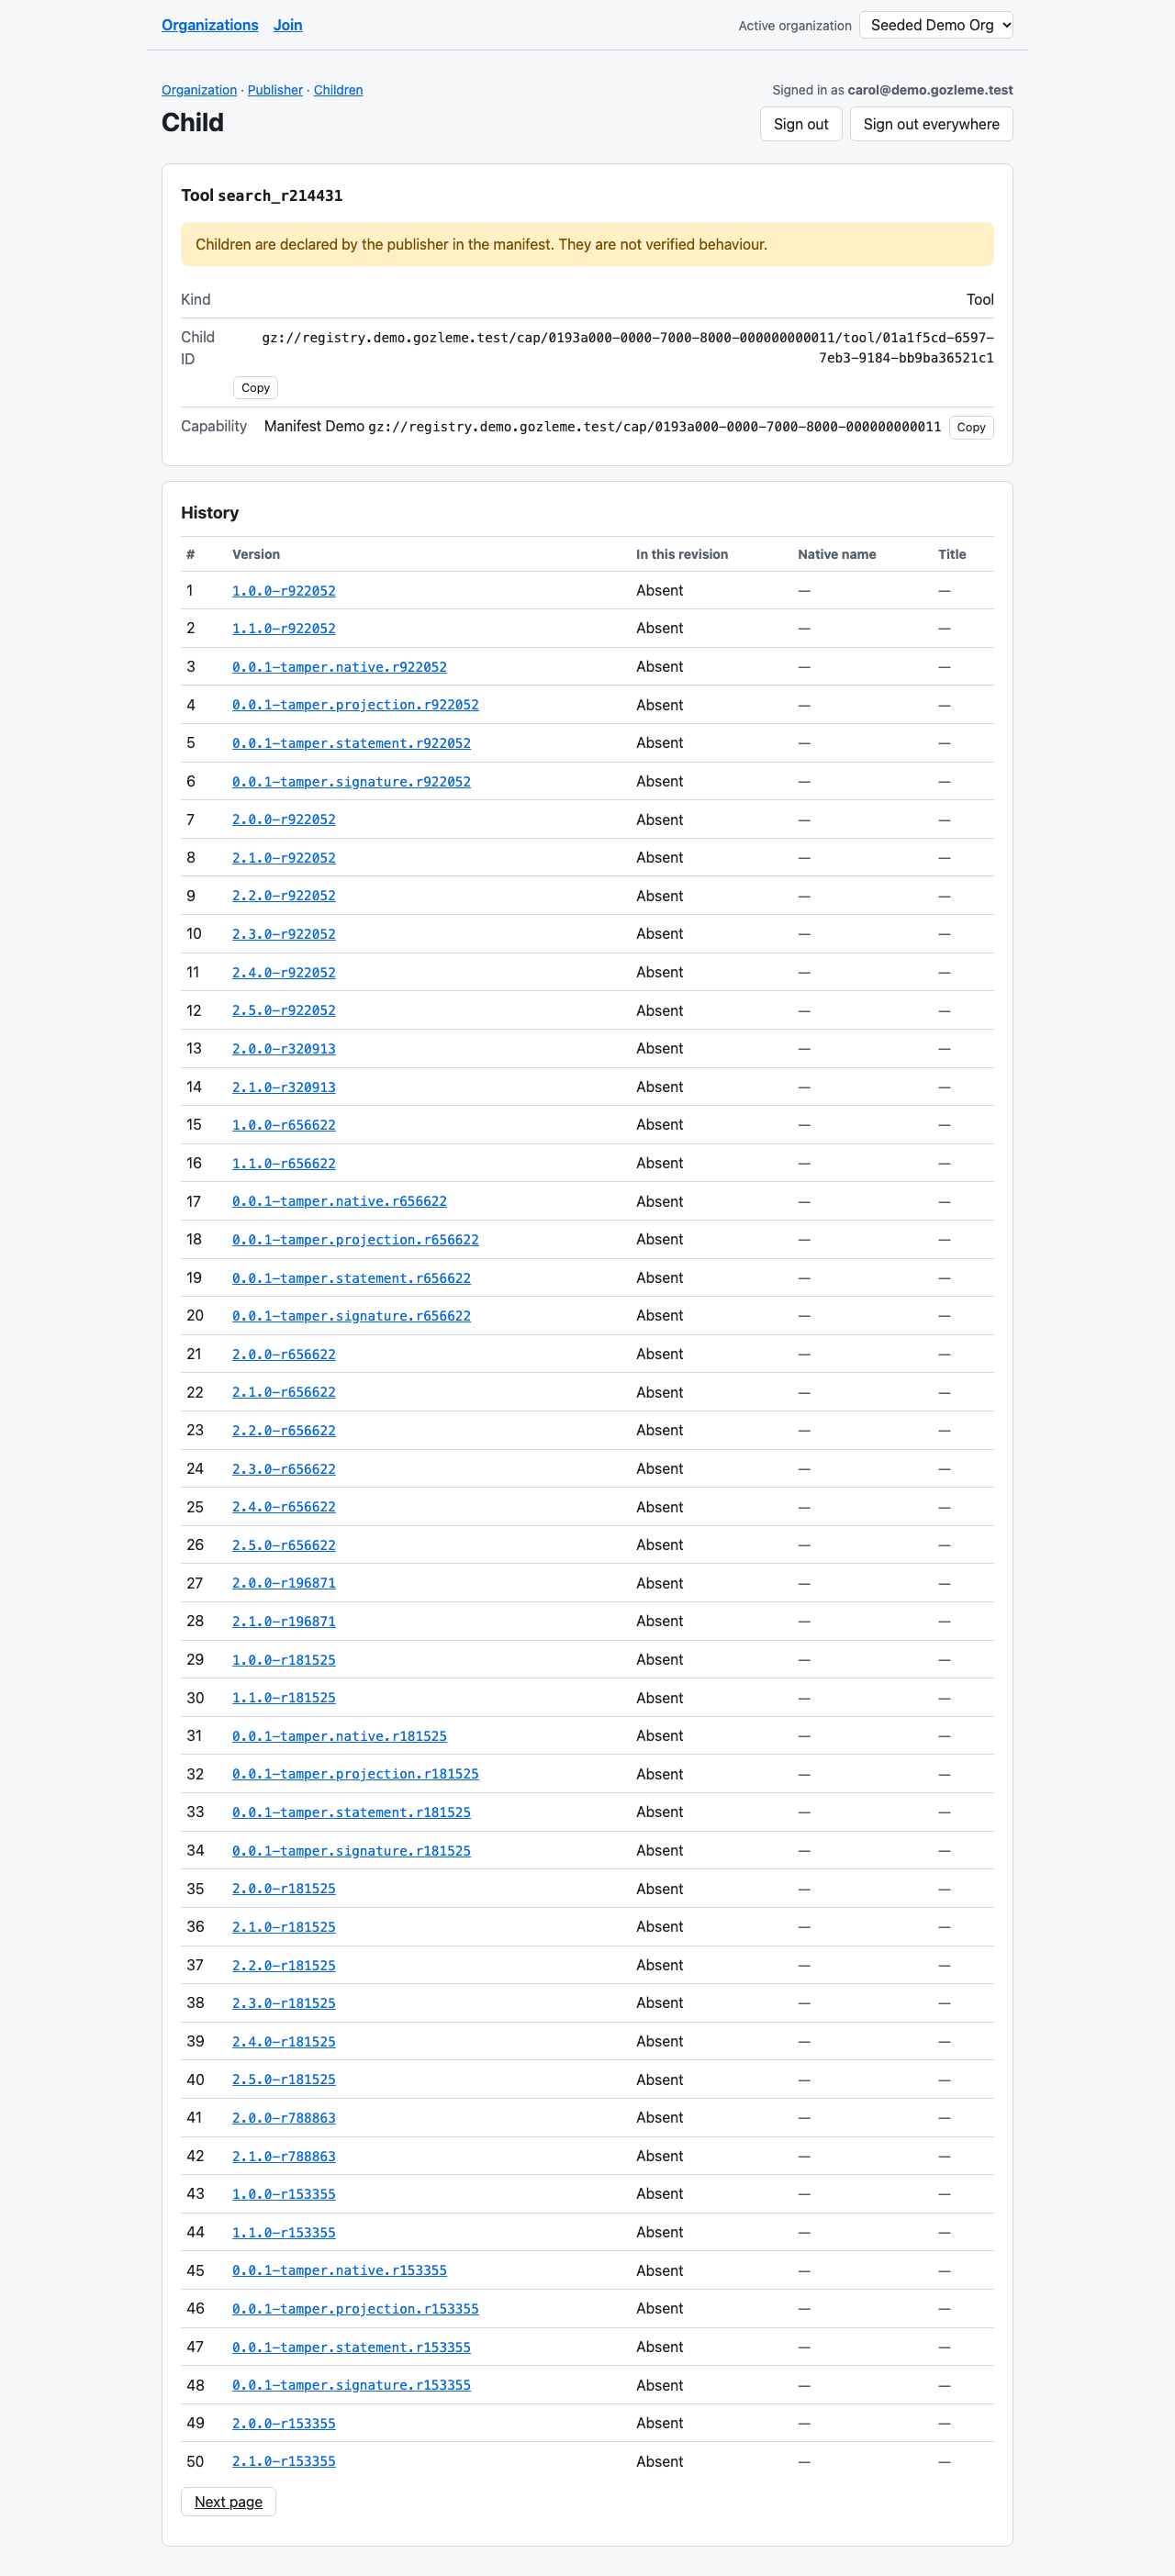 Organizations Join Active organization Seeded Demo Org
Organization · Publisher · Children Signed in as carol@demo.gozleme.test
Child Sign out Sign out everywhere
Tool search_r214431
Children are declared by the publisher in the manifest. They are not verified behaviour.
Kind Tool
Child ID gz://registry.demo.gozleme.test/cap/0193a000-0000-7000-8000-000000000011/tool/01a1f5cd-6597-
7eb3-9184-bb9ba36521c1
Copy
Capability Manifest Demo gz://registry.demo.gozleme.test/cap/0193a000-0000-7000-8000-000000000011 Copy
History
# Version In this revision Native name Title
1 1.0.0-r922052 Absent — —
2 1.1.0-r922052 Absent — —
3 0.0.1-tamper.native.r922052 Absent — —
4 0.0.1-tamper.projection.r922052 Absent — —
5 0.0.1-tamper.statement.r922052 Absent — —
6 0.0.1-tamper.signature.r922052 Absent — —
7 2.0.0-r922052 Absent — —
8 2.1.0-r922052 Absent — —
9 2.2.0-r922052 Absent — —
10 2.3.0-r922052 Absent — —
11 2.4.0-r922052 Absent — —
12 2.5.0-r922052 Absent — —
13 2.0.0-r320913 Absent — —
14 2.1.0-r320913 Absent — —
15 1.0.0-r656622 Absent — —
16 1.1.0-r656622 Absent — —
17 0.0.1-tamper.native.r656622 Absent — —
18 0.0.1-tamper.projection.r656622 Absent — —
19 0.0.1-tamper.statement.r656622 Absent — —
20 0.0.1-tamper.signature.r656622 Absent — —
21 2.0.0-r656622 Absent — —
22 2.1.0-r656622 Absent — —
23 2.2.0-r656622 Absent — —
24 2.3.0-r656622 Absent — —
25 2.4.0-r656622 Absent — —
26 2.5.0-r656622 Absent — —
27 2.0.0-r196871 Absent — —
28 2.1.0-r196871 Absent — —
29 1.0.0-r181525 Absent — —
30 1.1.0-r181525 Absent — —
31 0.0.1-tamper.native.r181525 Absent — —
32 0.0.1-tamper.projection.r181525 Absent — —
33 0.0.1-tamper.statement.r181525 Absent — —
34 0.0.1-tamper.signature.r181525 Absent — —
35 2.0.0-r181525 Absent — —
36 2.1.0-r181525 Absent — —
37 2.2.0-r181525 Absent — —
38 2.3.0-r181525 Absent — —
39 2.4.0-r181525 Absent — —
40 2.5.0-r181525 Absent — —
41 2.0.0-r788863 Absent — —
42 2.1.0-r788863 Absent — —
43 1.0.0-r153355 Absent — —
44 1.1.0-r153355 Absent — —
45 0.0.1-tamper.native.r153355 Absent — —
46 0.0.1-tamper.projection.r153355 Absent — —
47 0.0.1-tamper.statement.r153355 Absent — —
48 0.0.1-tamper.signature.r153355 Absent — —
49 2.0.0-r153355 Absent — —
50 2.1.0-r153355 Absent — —
Next page